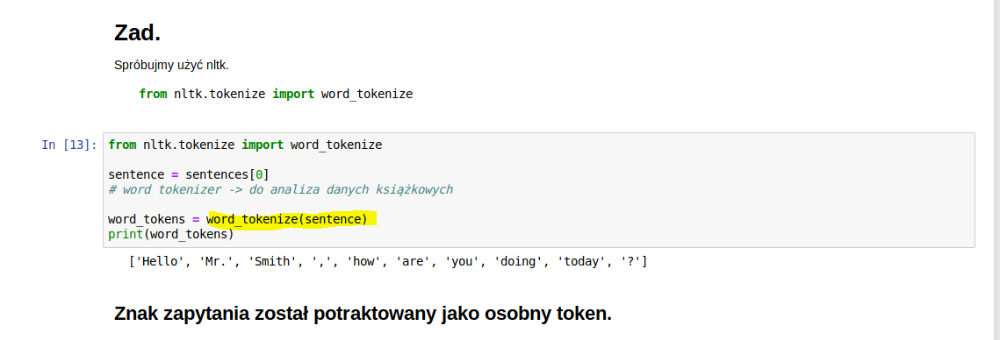 Zad.
Spróbujmy użyć nltk.
from nltk.tokenize import word_tokenize
In [13]:
from nltk.tokenize import word_tokenize
sentence = sentences[0]
# word tokenizer -> do analiza danych książkowych
word_tokens = word_tokenize(sentence)
print(word_tokens)
['Hello', 'Mr.', 'Smith', ',', 'how', 'are', 'you', 'doing', 'today', '?']
Znak zapytania został potraktowany jako osobny token.